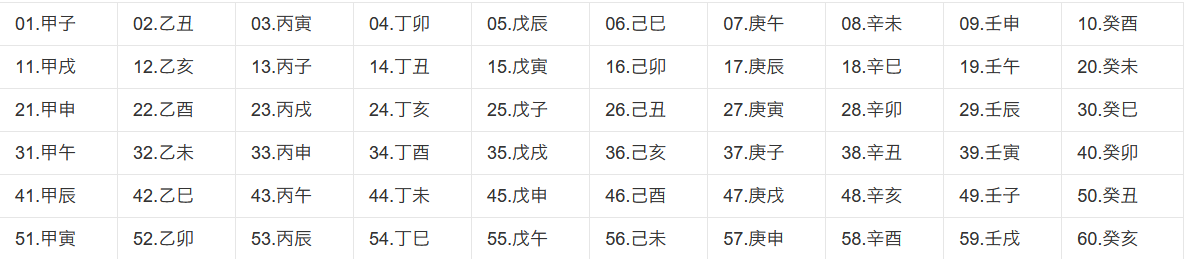 01.甲子 02.乙丑 03.丙寅 04.丁卯 05.戊辰 06.己巳 07.庚午 08.辛未 09.壬申 10.癸酉
11.甲戌 12.乙亥 13.丙子 14.丁丑 15.戊寅 16.己卯 17.庚辰 18.辛巳 19.壬午 20.癸未
21.甲申 22.乙酉 23.丙戌 24.丁亥 25.戊子 26.己丑 27.庚寅 28.辛卯 29.壬辰 30.癸巳
31.甲午 32.乙未 33.丙申 34.丁酉 35.戊戌 36.己亥 37.庚子 38.辛丑 39.壬寅 40.癸卯
41.甲辰 42.乙巳 43.丙午 44.丁未 45.戊申 46.己酉 47.庚戌 48.辛亥 49.壬子 50.癸丑
51.甲寅 52.乙卯 53.丙辰 54.丁巳 55.戊午 56.己未 57.庚申 58.辛酉 59.壬戌 60.癸亥